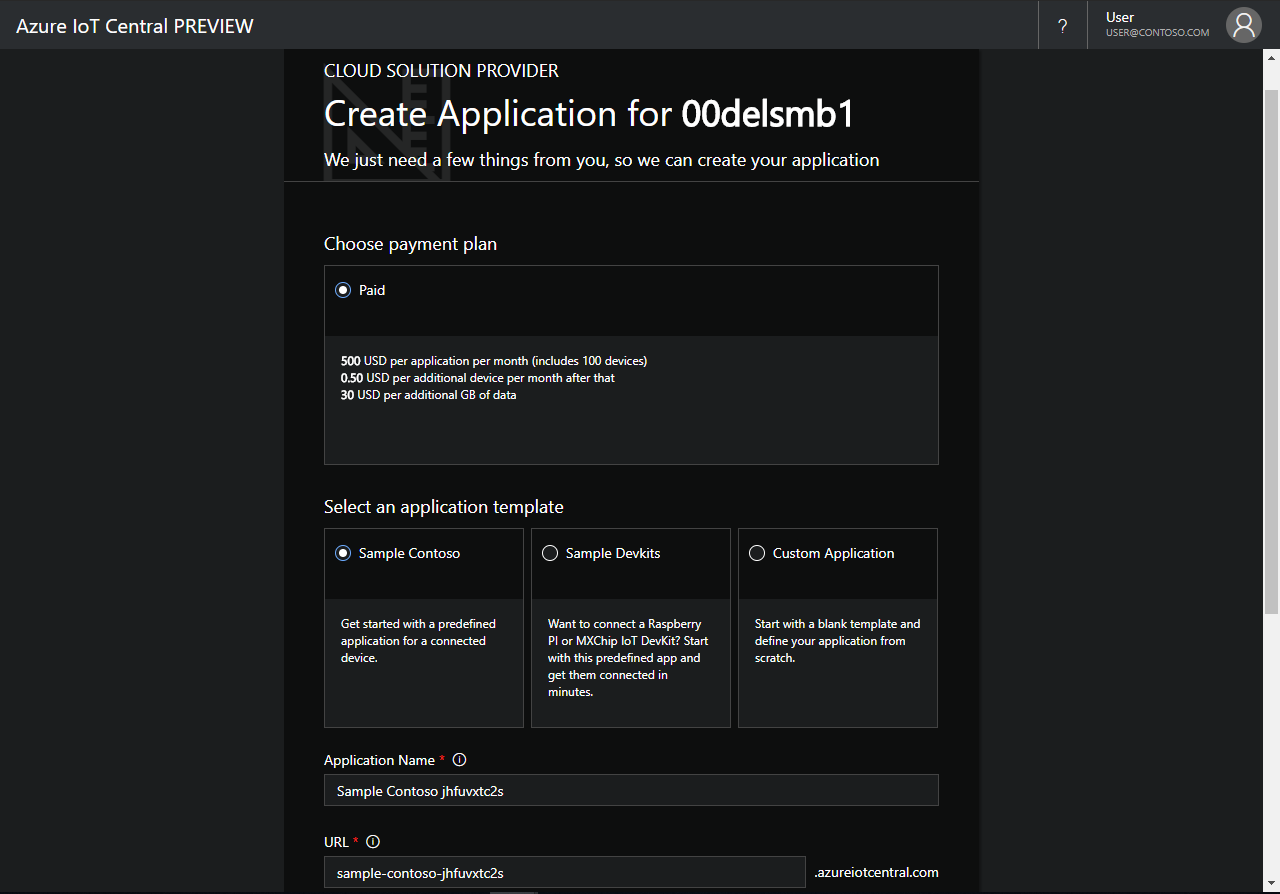 Azure IoT Central PREVIEW
?
User
USER@CONTOSO.COM
CLOUD SOLUTION PROVIDER
Create Application for 00delsmb1
We just need a few things from you, so we can create your application
Choose payment plan
Paid
500 USD per application per month (includes 100 devices)
0.50 USD per additional device per month after that
30 USD per additional GB of data
Select an application template
Sample Contoso
Get started with a predefined
application for a connected
device.
Sample Devkits
Want to connect a Raspberry
PI or MXChip IoT DevKit? Start
with this predefined app and
get them connected in
minutes.
Custom Application
Start with a blank template and
define your application from
scratch.
Application Name *
Sample Contoso jhfuvxtc2s
URL *
sample-contoso-jhfuvxtc2s
.azureiotcentral.com